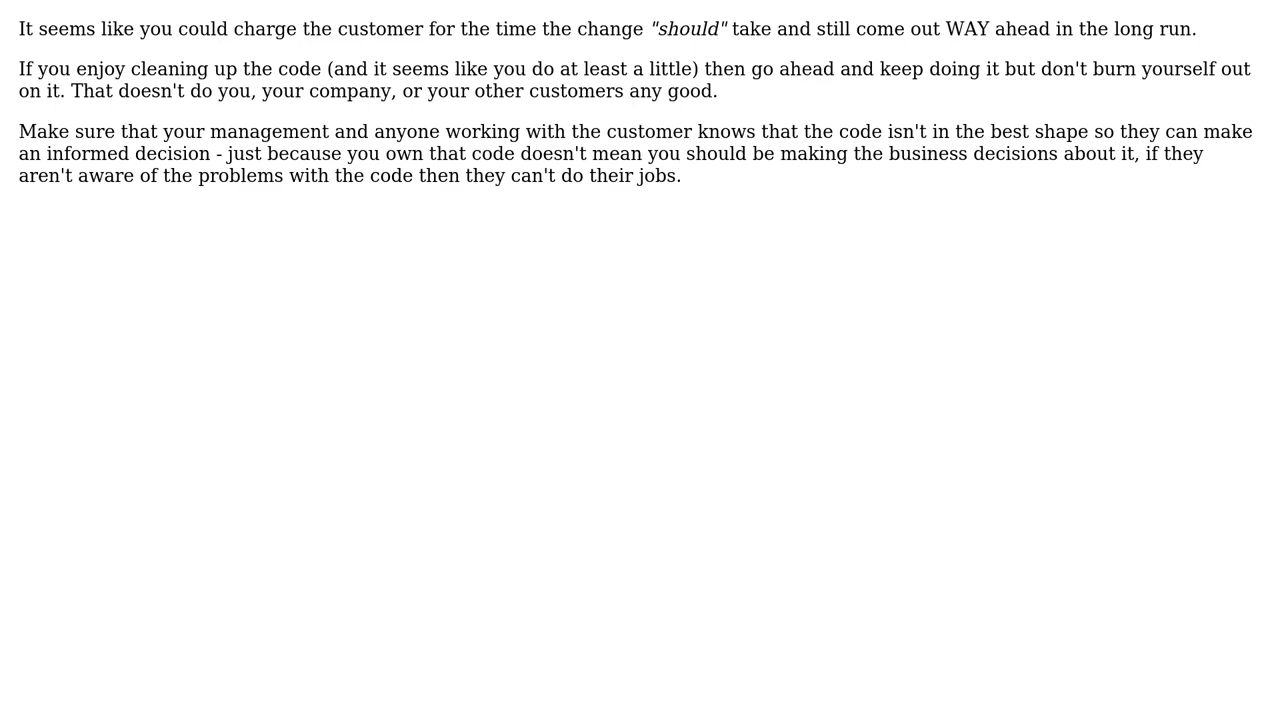 It seems like you could charge the customer for the time the change "should" take and still come out WAY ahead in the long run.
If you enjoy cleaning up the code (and it seems like you do at least a little) then go ahead and keep doing it but don't burn yourself out
on it. That doesn't do you, your company, or your other customers any good.
Make sure that your management and anyone working with the customer knows that the code isn't in the best shape so they can make
an informed decision - just because you own that code doesn't mean you should be making the business decisions about it, if they
aren't aware of the problems with the code then they can't do their jobs.